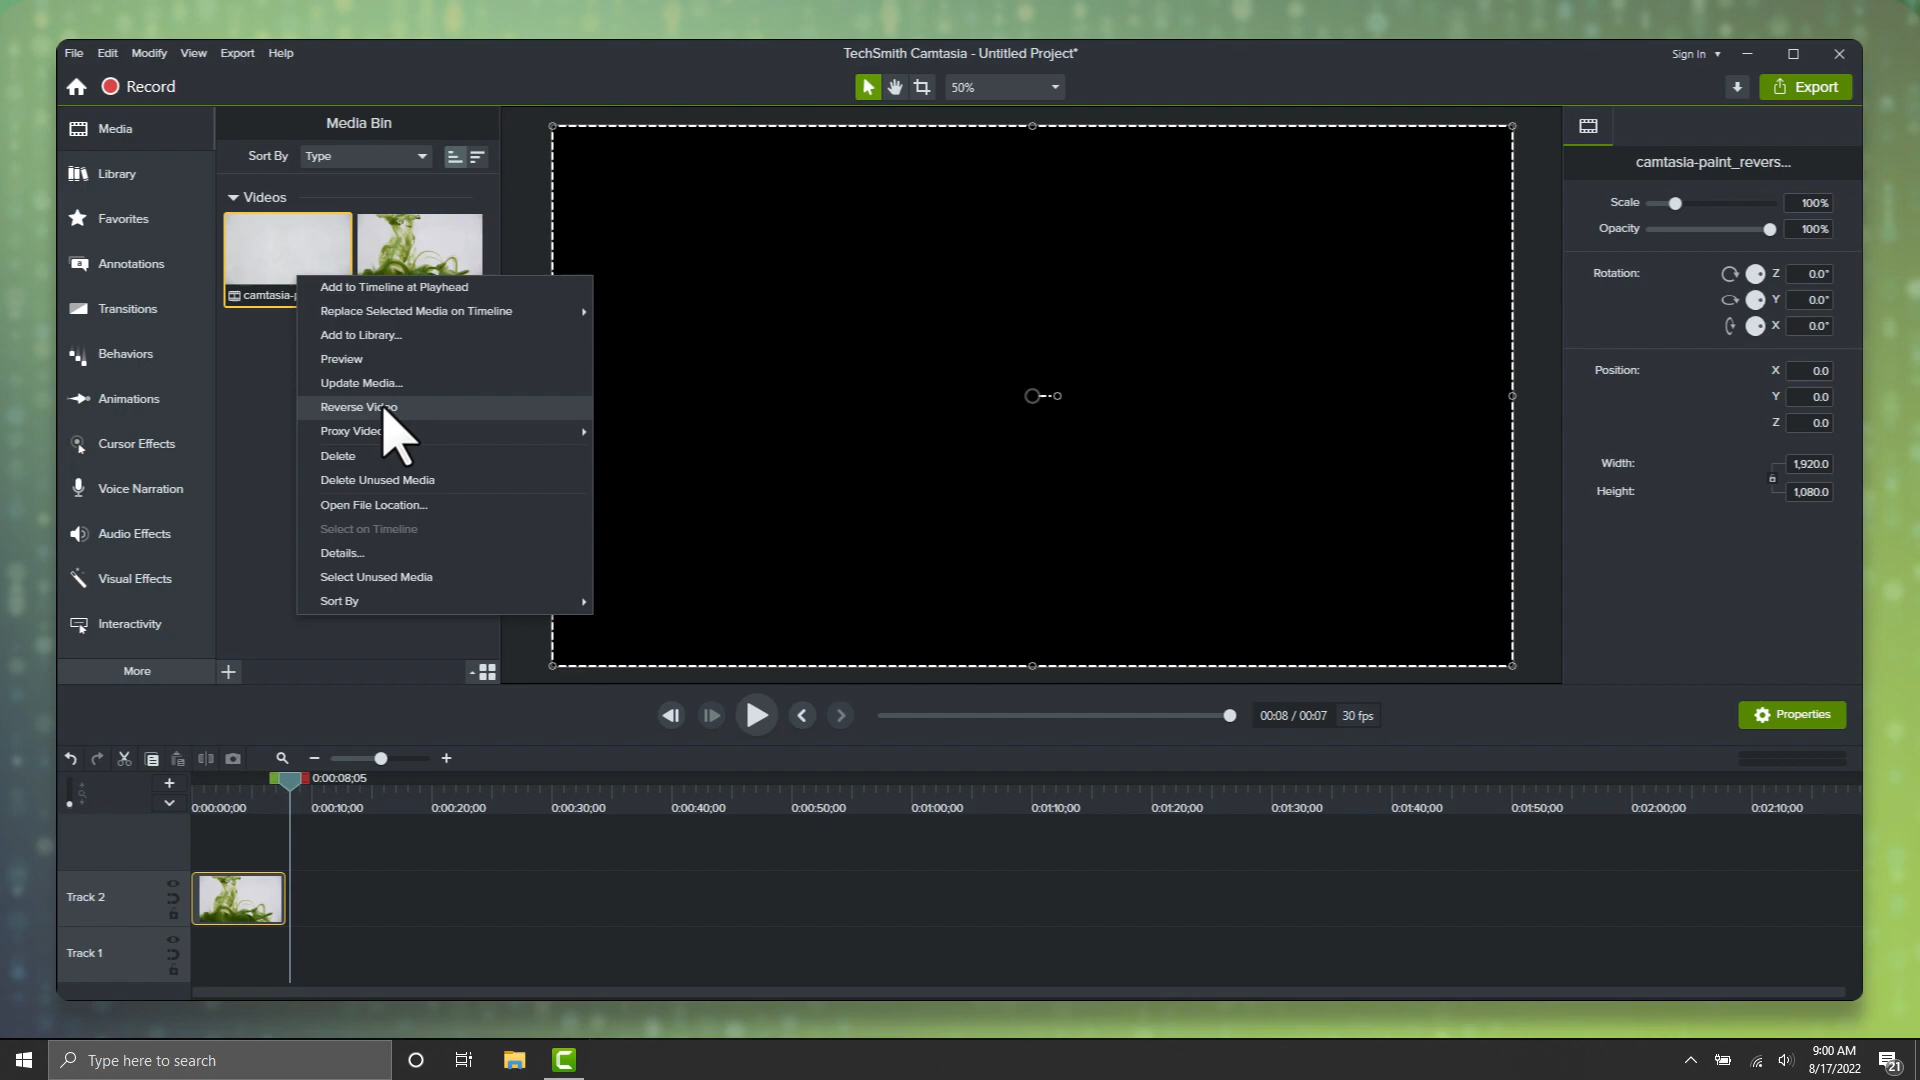 File Edit Modify View Export Help
TechSmith Camtasia - Untitled Project*
Sign In
Record
50%
Export
Media
Library
Favorites
Annotations
Transitions
Behaviors
Animations
Cursor Effects
Voice Narration
Audio Effects
Visual Effects
Interactivity
More
Media Bin
Sort By Type
Videos
camtasia-p
Add to Timeline at Playhead
Replace Selected Media on Timeline
Add to Library...
Preview
Update Media...
Reverse Video
Proxy Video
Delete
Delete Unused Media
Open File Location...
Select on Timeline
Details...
Select Unused Media
Sort By
camtasia-paint_revers...
Scale 100%
Opacity 100%
Rotation: Z 0.0°
Y 0.0°
X 0.0°
Position: X 0.0
Y 0.0
Z 0.0
Width: 1,920.0
Height: 1,080.0
00:08 / 00:07 30 fps
Properties
0:00:08;05
0:00:00;00 0:00:10;00 0:00:20;00 0:00:30;00 0:00:40;00 0:00:50;00 0:01:00;00 0:01:10;00 0:01:20;00 0:01:30;00 0:01:40;00 0:01:50;00 0:02:00;00 0:02:10;00
Track 2
Track 1
Type here to search
9:00 AM
8/17/2022
21